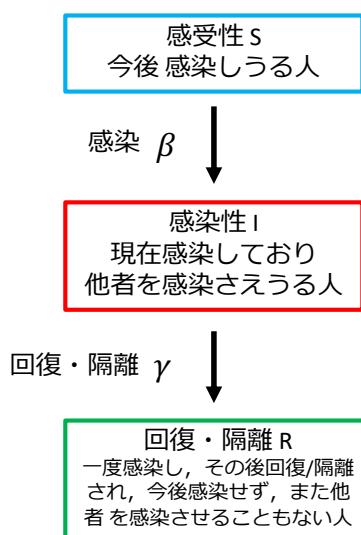 感受性 S
今後 感染しうる人
感染 β
感染性 I
現在感染しており
他者を感染さえうる人
回復・隔離 γ
回復・隔離 R
一度感染し，その後回復/隔離
され，今後感染せず，また他
者 を感染させることもない人